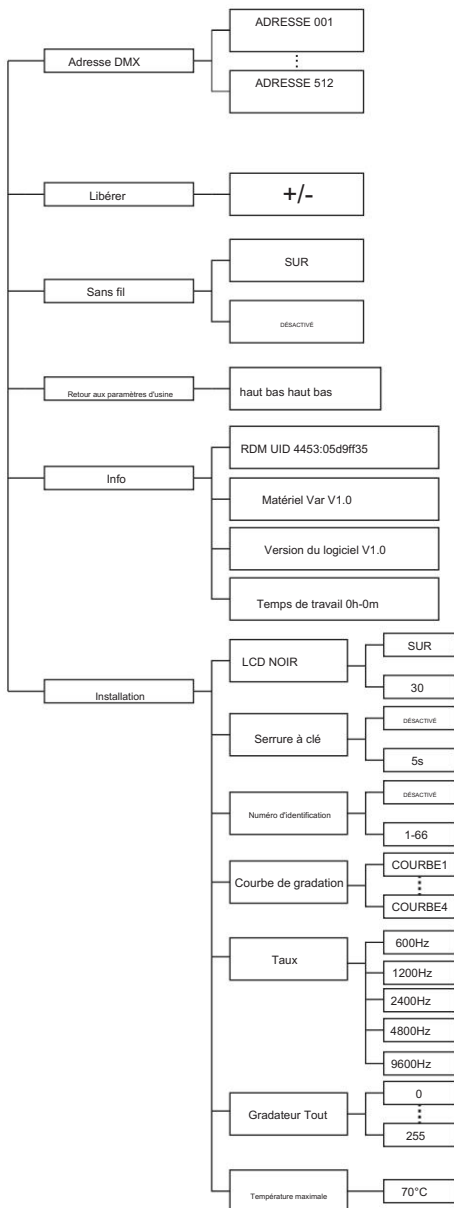 ADRESSE 001
Adresse DMX
ADRESSE 512
Libérer
+/-
SUR
Sans fil
DÉSACTIVÉ
Retour aux paramètres d'usine
haut bas haut bas
RDM UID 4453:05d9ff35
Info
Matériel Var V1.0
Version du logiciel V1.0
Temps de travail 0h-0m
Installation
LCD NOIR
SUR
30
Serrure à clé
DÉSACTIVÉ
5s
Numéro d'identification
DÉSACTIVÉ
1-66
Courbe de gradation
COURBE1
COURBE4
Taux
600Hz
1200Hz
2400Hz
4800Hz
9600Hz
Gradateur Tout
0
255
Température maximale
70°C